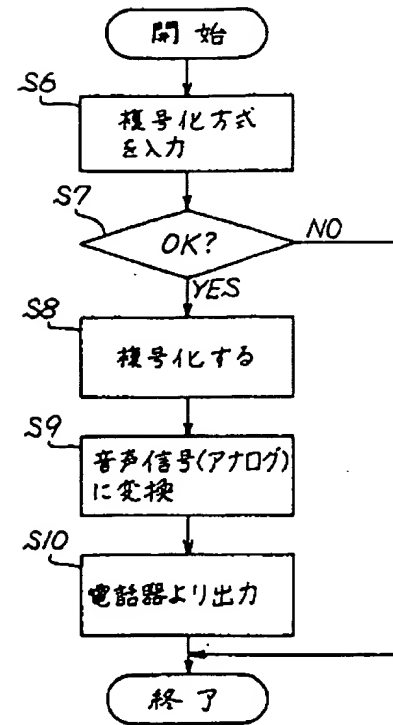 開始
S6
複号化方式
を入力
S7
OK?
NO
YES
S8
複号化する
S9
音声信号(アナログ)
に変換
S10
電話器より出力
終了